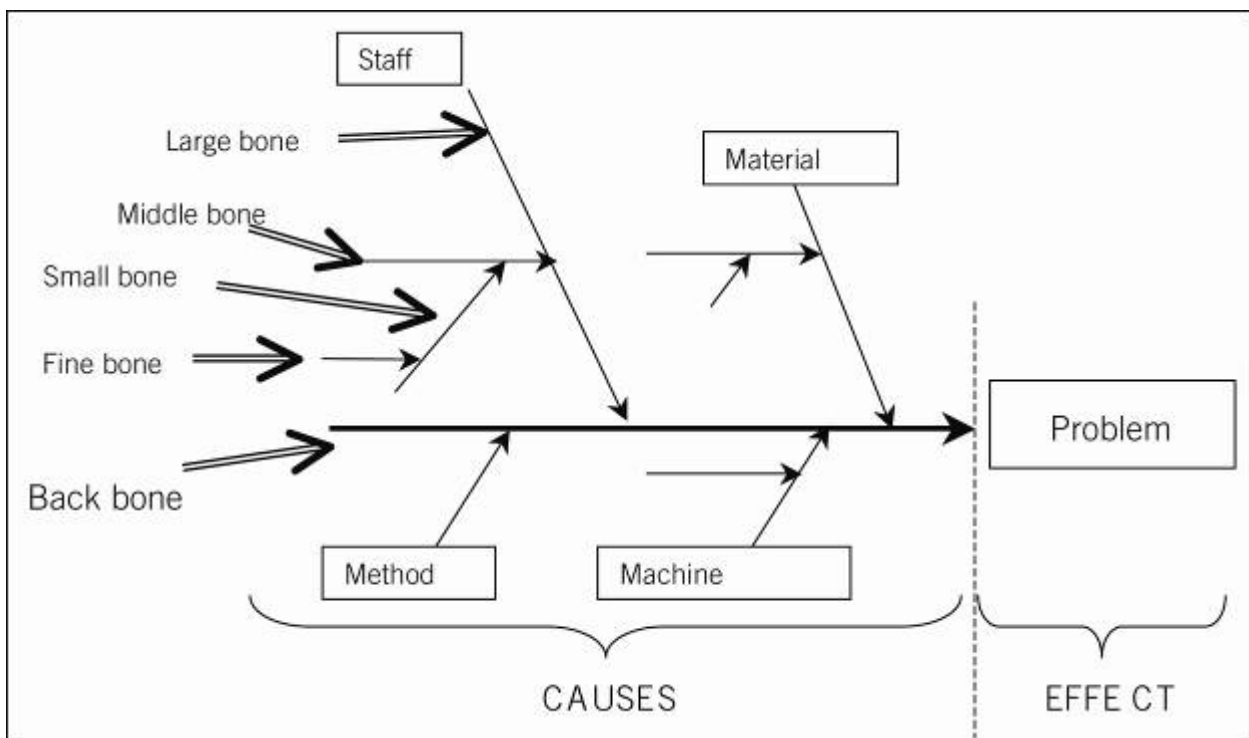 Staff
Large bone
Material
Middle bone
Small bone
Fine bone
Problem
Back bone
Method
Machine
CAUSES
EFFE CT